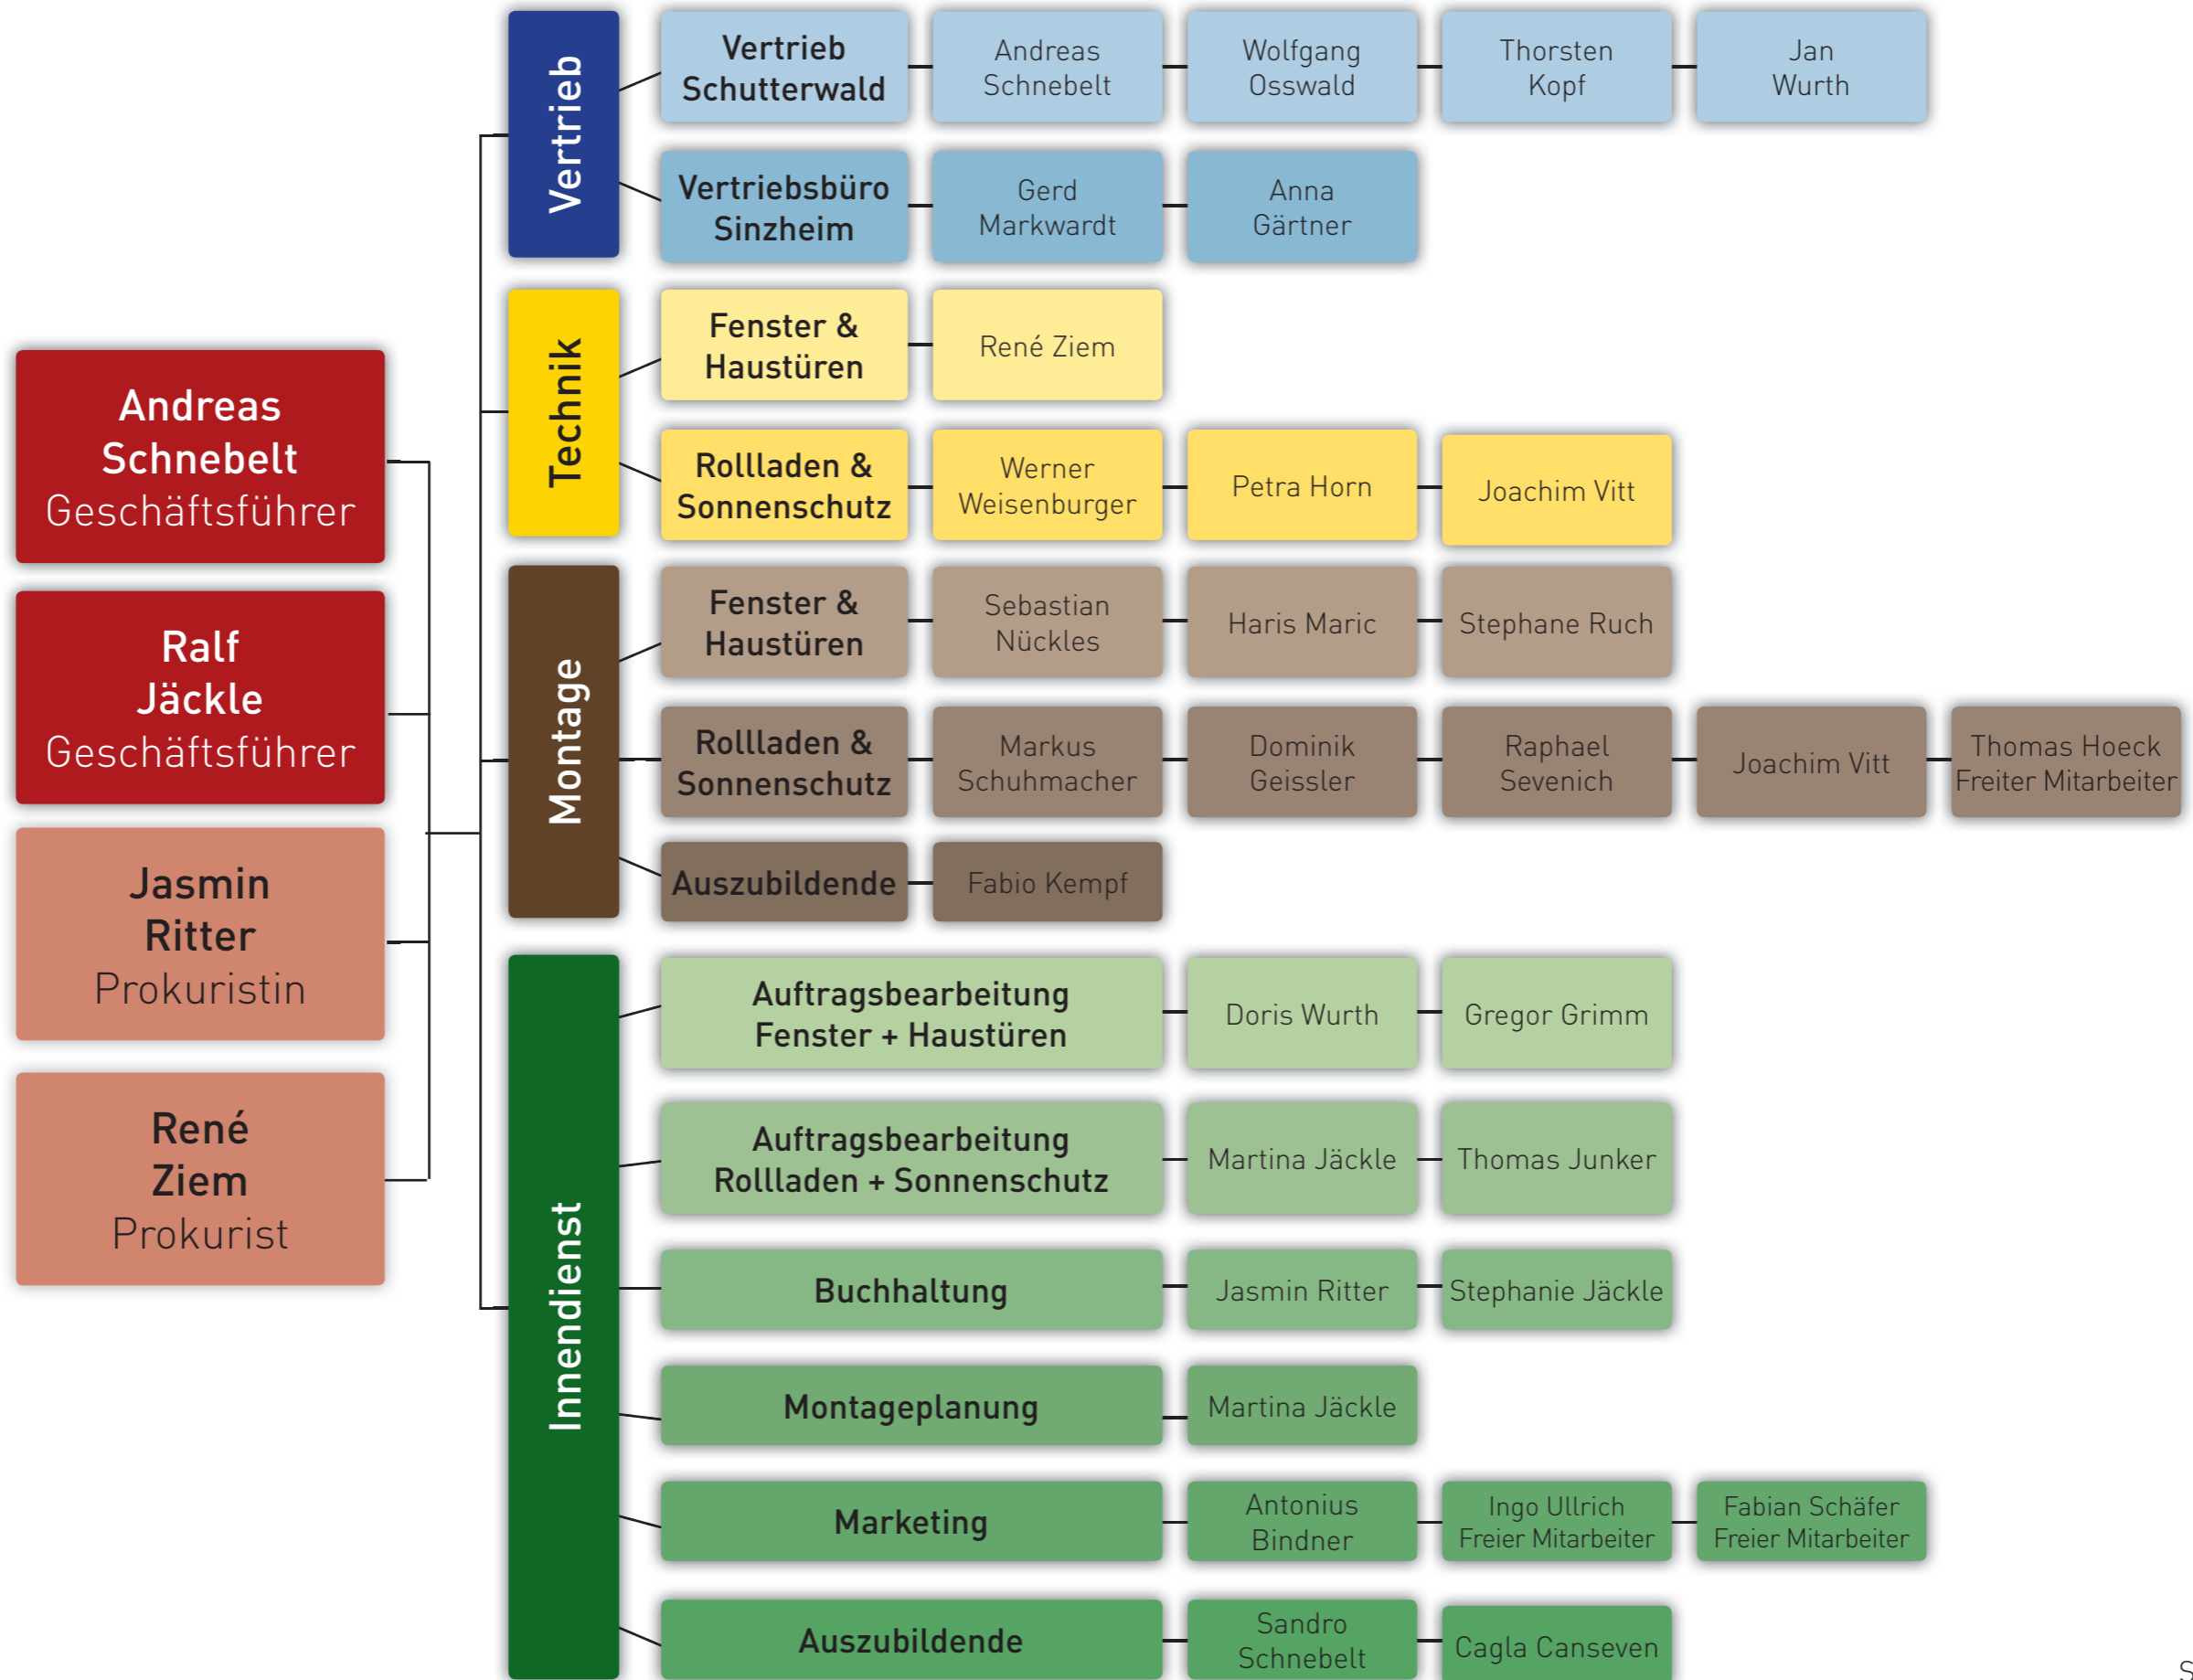 Andreas
Schnebelt
Geschäftsführer
Ralf
Jäckle
Geschäftsführer
Jasmin
Ritter
Prokuristin
René
Ziem
Prokurist
Vertrieb
Vertrieb
Schutterwald
Andreas
Schnebelt
Wolfgang
Osswald
Thorsten
Kopf
Jan
Wurth
Vertriebsbüro
Sinzheim
Gerd
Markwardt
Anna
Gärtner
Technik
Fenster &
Haustüren
René Ziem
Rollladen &
Sonnenschutz
Werner
Weisenburger
Petra Horn
Joachim Vitt
Montage
Fenster &
Haustüren
Sebastian
Nückles
Haris Maric
Stephane Ruch
Rollladen &
Sonnenschutz
Markus
Schuhmacher
Dominik
Geissler
Raphael
Sevenich
Joachim Vitt
Thomas Hoeck
Freiter Mitarbeiter
Auszubildende
Fabio Kempf
Innendienst
Auftragsbearbeitung
Fenster + Haustüren
Doris Wurth
Gregor Grimm
Auftragsbearbeitung
Rollladen + Sonnenschutz
Martina Jäckle
Thomas Junker
Buchhaltung
Jasmin Ritter
Stephanie Jäckle
Montageplanung
Martina Jäckle
Marketing
Antonius
Bindner
Ingo Ullrich
Freier Mitarbeiter
Fabian Schäfer
Freier Mitarbeiter
Auszubildende
Sandro
Schnebelt
Cagla Canseven